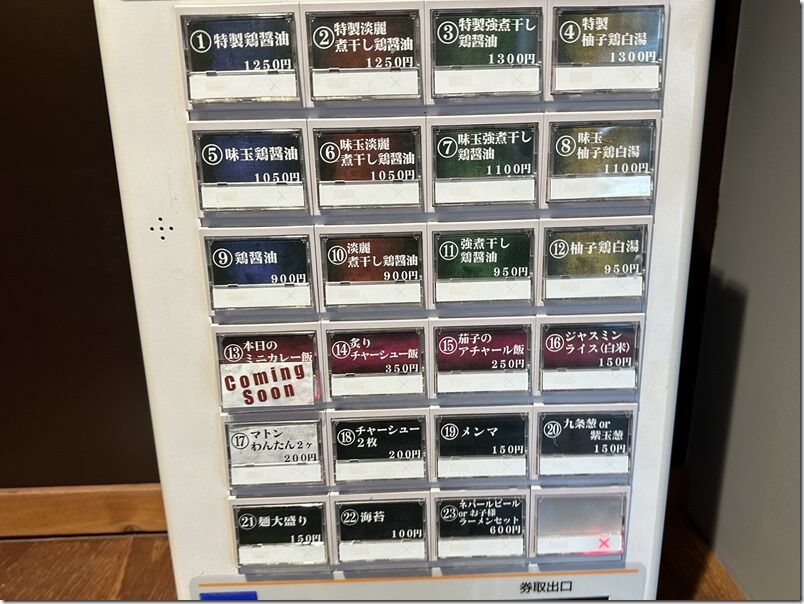 ①特製鶏醤油
1250円
②特製淡麗
煮干し鶏醤油
1250円
③特製強煮干し
鶏醤油
1300円
④特製
柚子鶏白湯
1300円
⑤味玉鶏醤油
1050円
⑥味玉淡麗
煮干し鶏醤油
1050円
⑦味玉強煮干し
鶏醤油
1100円
⑧味玉
柚子鶏白湯
1100円
⑨鶏醤油
900円
⑩淡麗
煮干し鶏醤油
900円
⑪強煮干し
鶏醤油
950円
⑫柚子鶏白湯
950円
⑬本日の
ミニカレー飯
Coming
Soon
⑭炙り
チャーシュー飯
350円
⑮茄子の
アチャール飯
250円
⑯ジャスミン
ライス(白米)
150円
⑰マトン
わんたん2ヶ
200円
⑱チャーシュー
2枚
200円
⑲メンマ
150円
⑳九条葱or
紫玉葱
150円
㉑麺大盛り
150円
㉒海苔
100円
㉓ネパールビール
orお子様
ラーメンセット
600円
券取出口